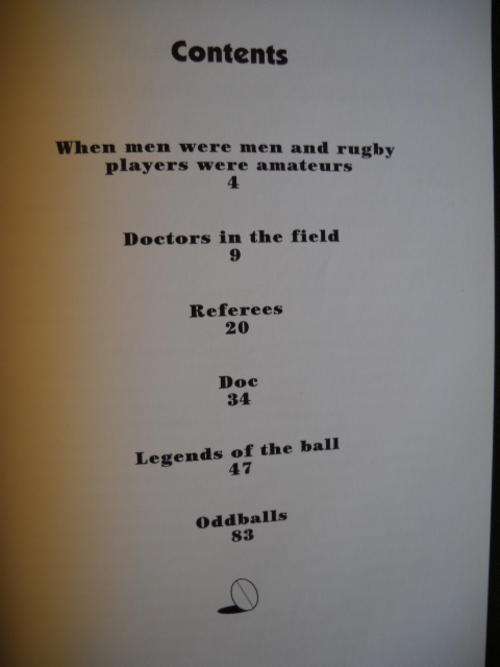 Contents
When men were men and rugby
players were amateurs
4
Doctors in the field
9
Referees
20
Doc
34
Legends of the ball
47
Oddballs
83